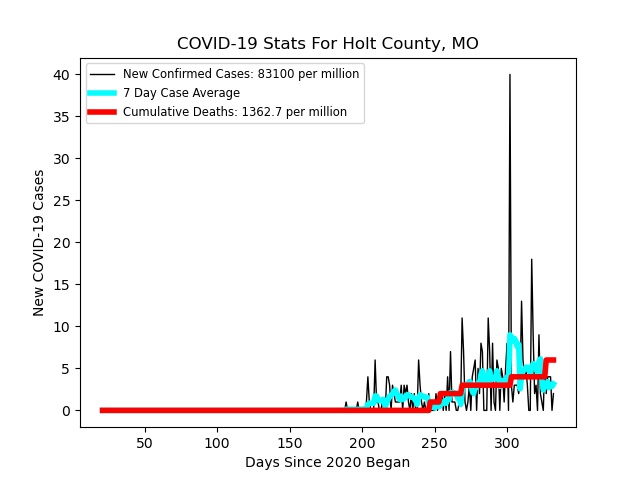 COVID-19 Stats For Holt County, MO
New Confirmed Cases: 83100 per million
7 Day Case Average
Cumulative Deaths: 1362.7 per million
New COVID-19 Cases
40
35
30
25
20
15
10
5
0
50 100 150 200 250 300
Days Since 2020 Began